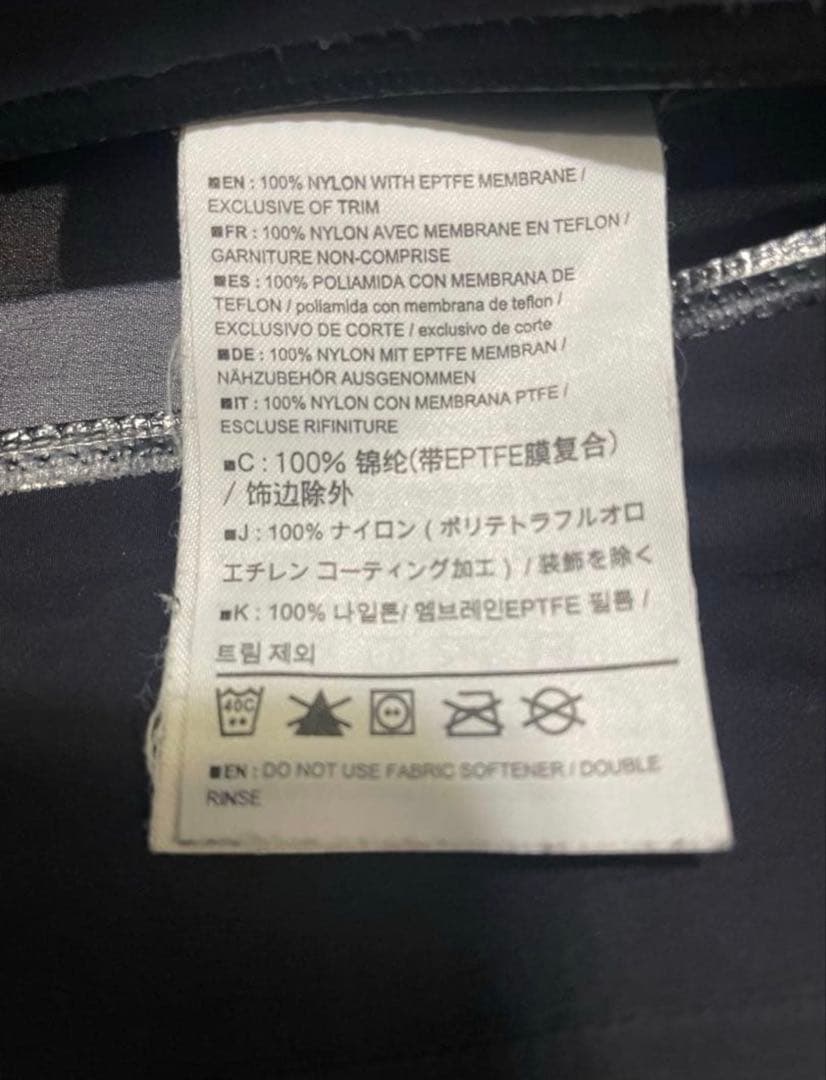 EN : 100% NYLON WITH EPTFE MEMBRANE /
EXCLUSIVE OF TRIM
FR : 100% NYLON AVEC MEMBRANE EN TEFLON /
GARNITURE NON-COMPRISE
ES : 100% POLIAMIDA CON MEMBRANA DE
TEFLON / poliamida con membrana de teflon /
EXCLUSIVO DE CORTE / exclusivo de corte
DE : 100% NYLON MIT EPTFE MEMBRAN /
NÄHZUBEHÖR AUSGENOMMEN
IT : 100% NYLON CON MEMBRANA PTFE /
ESCLUSE RIFINITURE
C : 100% 锦纶(带EPTFE膜复合)
/ 饰边除外
J : 100% ナイロン ( ポリテトラフルオロ
エチレン コーティング加工 ) / 装飾を除く
K : 100% 나일론/ 엠브레인EPTFE 필름 /
트림 제외
40C
EN : DO NOT USE FABRIC SOFTENER / DOUBLE
RINSE